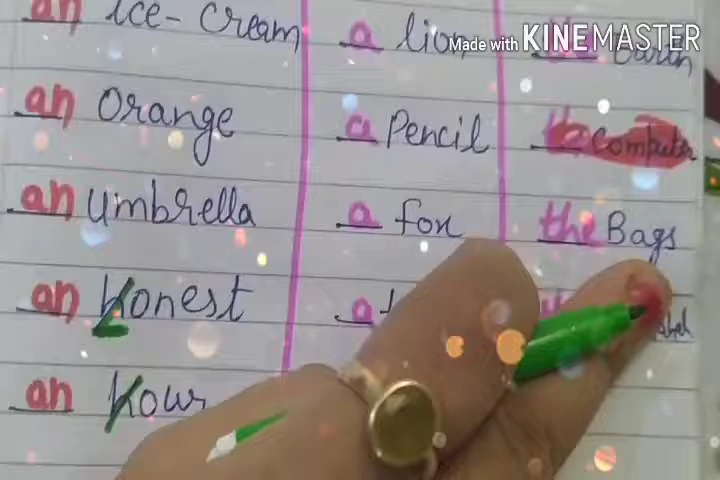 an Ice-Cream a lion Made with KINEMASTER Earth
an Orange a Pencil the Computer
an Umbrella a fox the Bags
an honest a
an hour